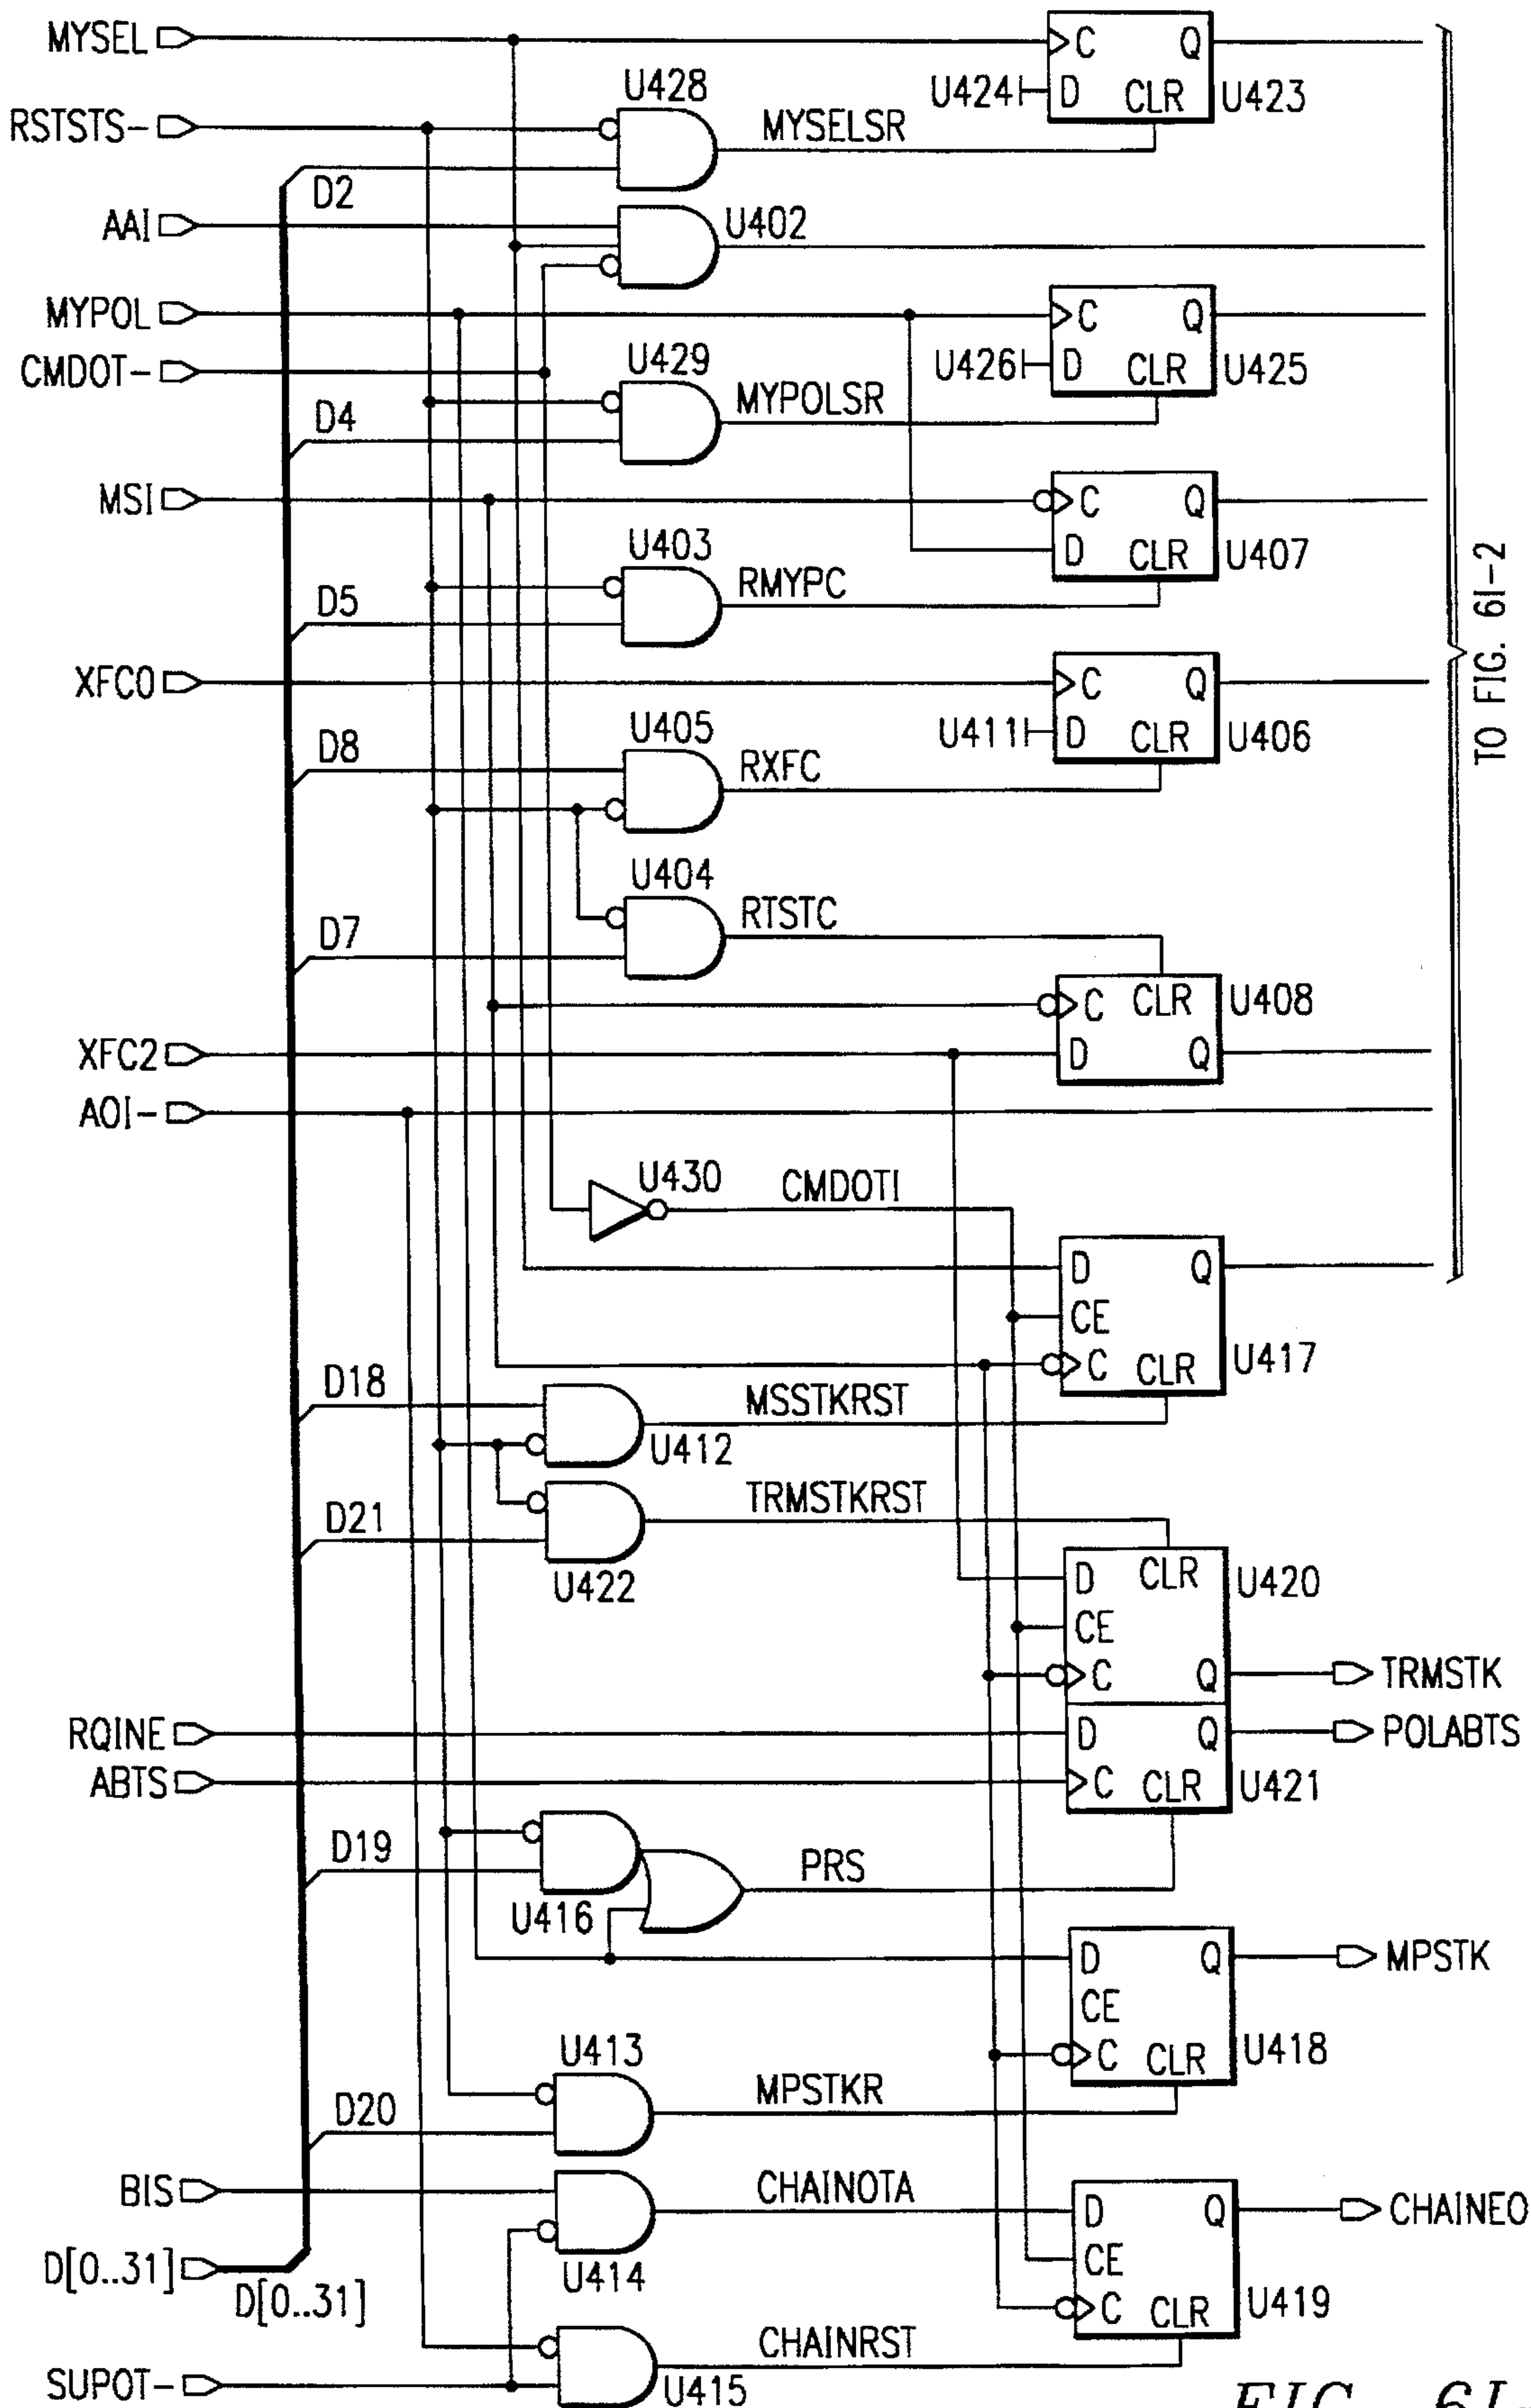 MYSEL
C Q
U424 D CLR U423
U428
RSTSTS-
MYSELSR
D2
AAI
U402
MYPOL
C Q
U426 D CLR U425
CMDOT-
U429
MYPOLSR
D4
MSI
C Q
D CLR U407
U403
RMYPC
D5
XFC0
C Q
U411 D CLR U406
U405
D8
RXFC
U404
RTSTC
D7
C CLR U408
XFC2
D Q
AOI-
U430
CMDOTI
D Q
CE
C CLR U417
D18
MSSTKRST
U412
TRMSTKRST
D21
U422
D CLR U420
CE
C Q TRMSTK
RQINE
D Q POLABTS
ABTS
C CLR U421
D19
PRS
U416
D Q MPSTK
CE
C CLR U418
U413
MPSTKR
D20
BIS
CHAINOTA
D Q CHAINEO
CE
C CLR U419
U414
D[0..31]
D[0..31]
CHAINRST
SUPOT-
U415
TO FIG. 6I-2